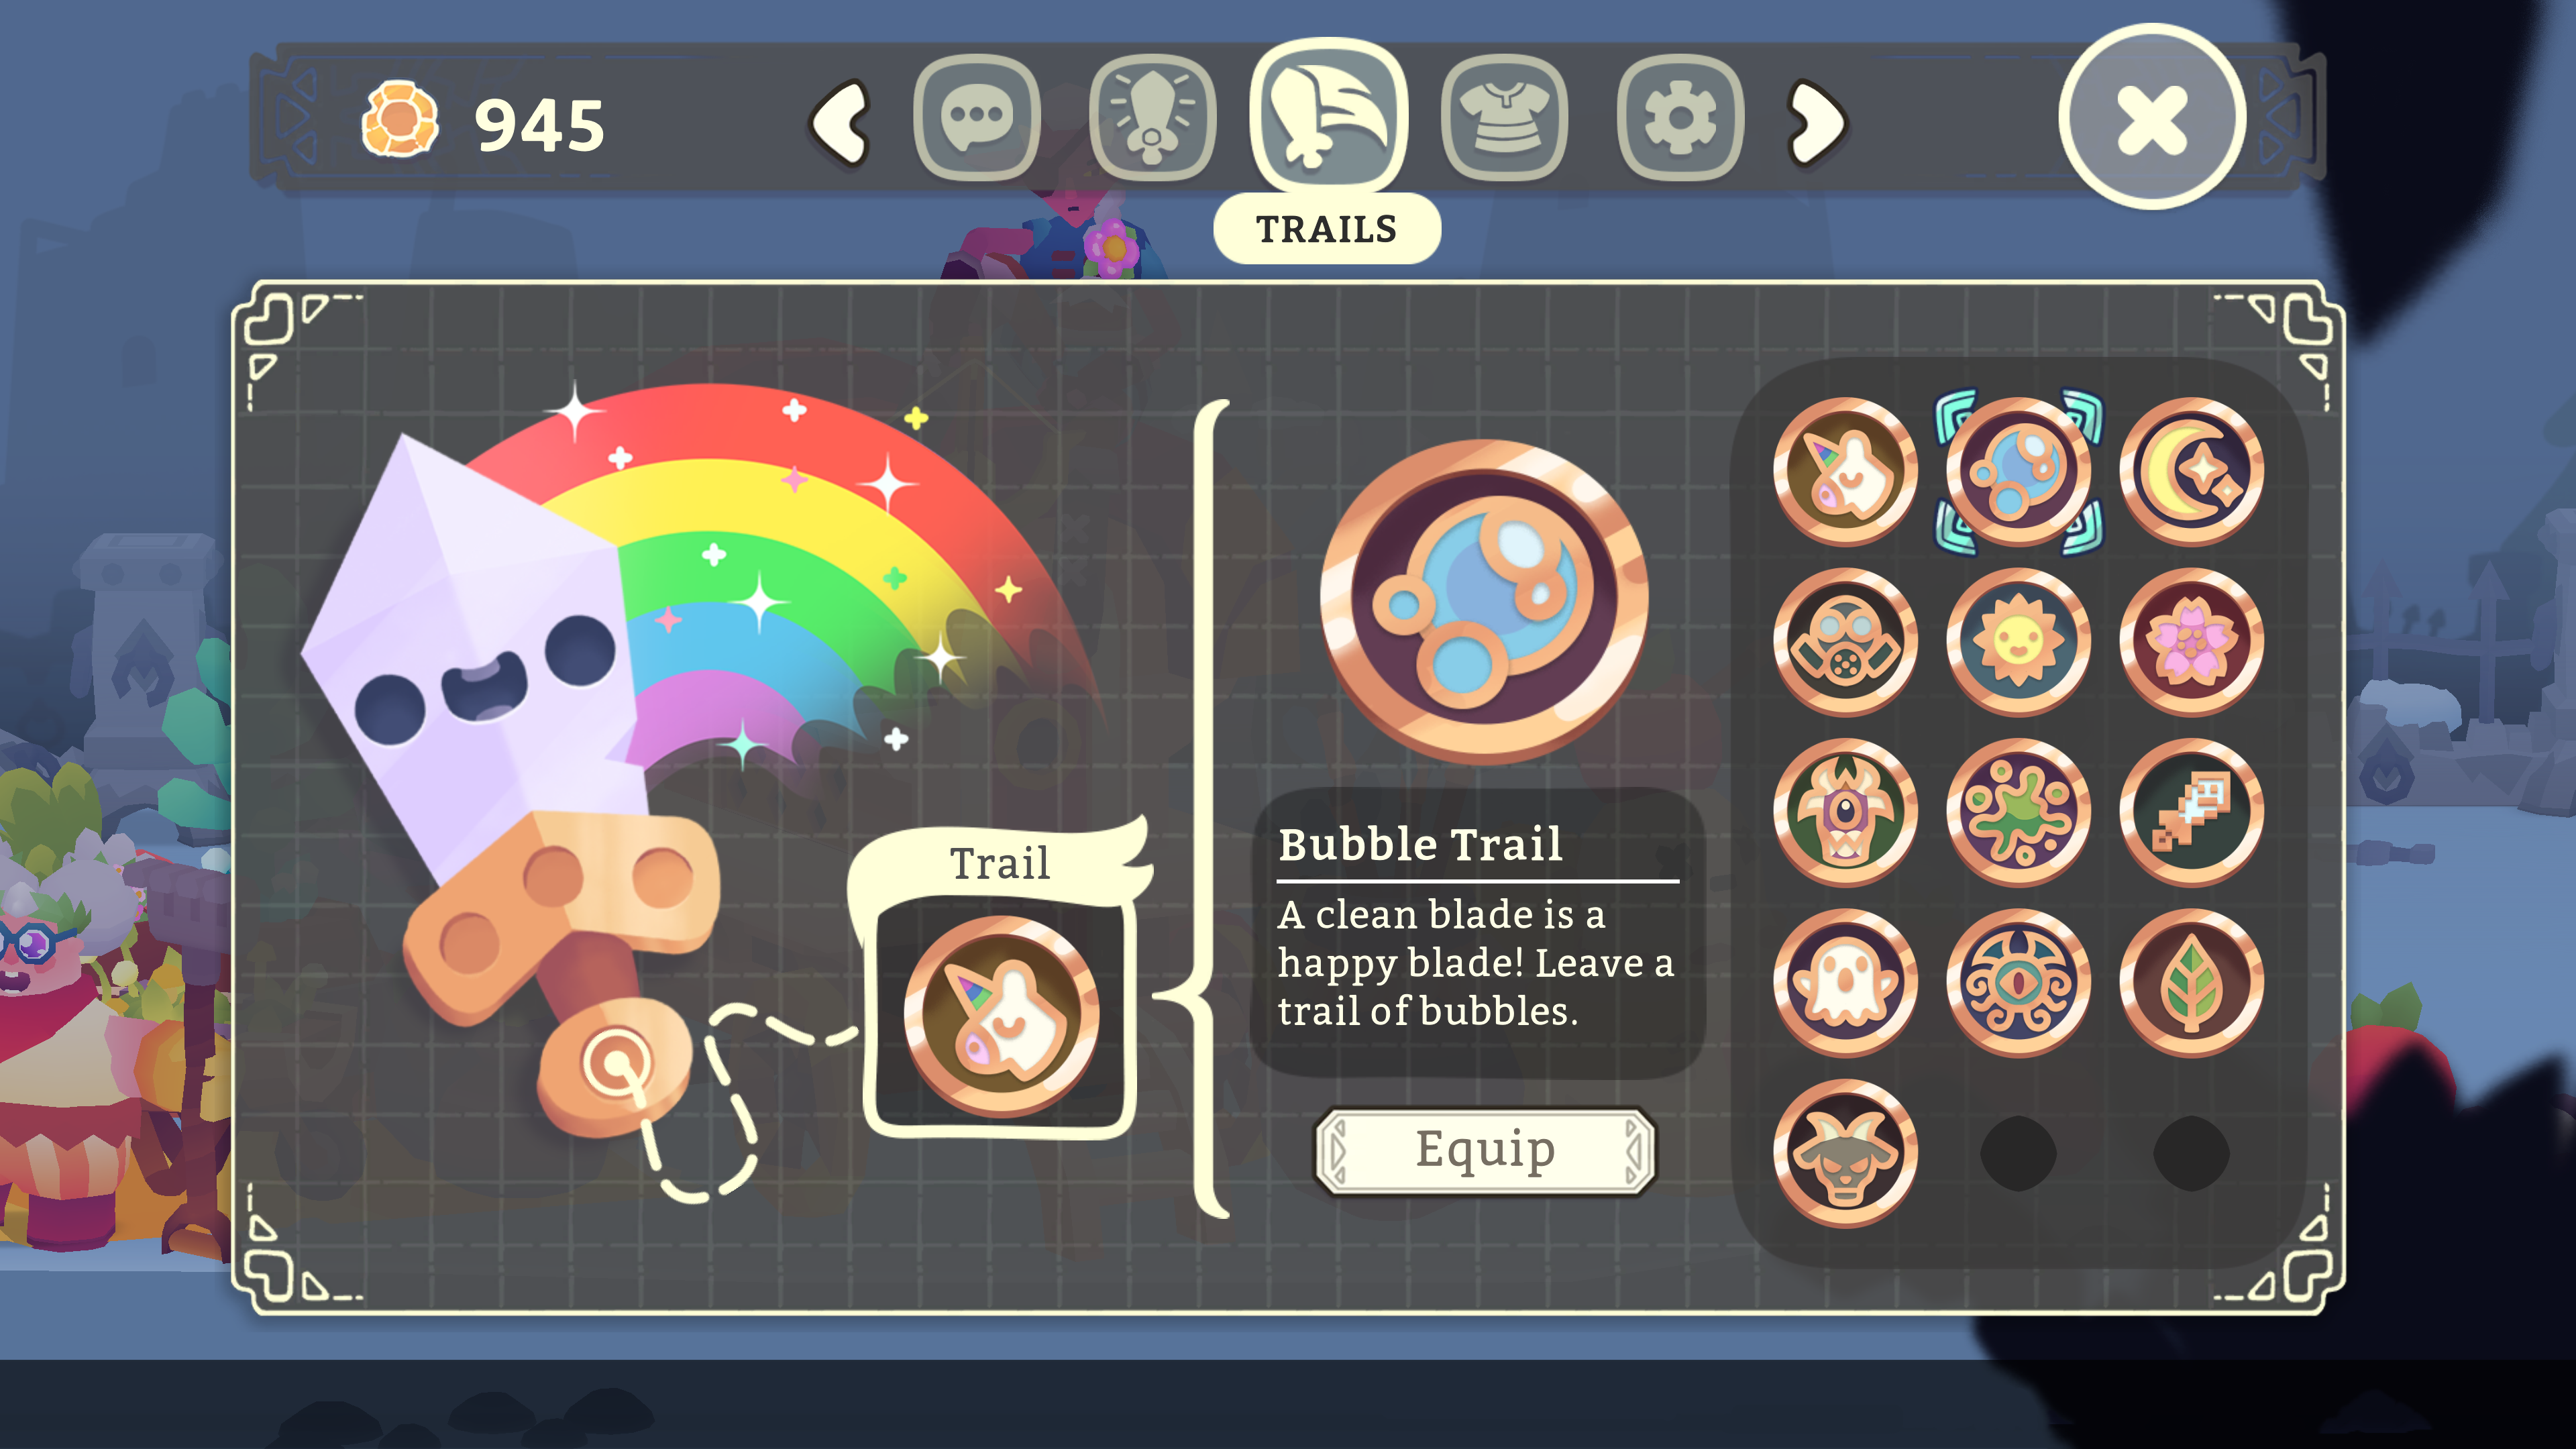 945
TRAILS
Trail
Bubble Trail
A clean blade is a
happy blade! Leave a
trail of bubbles.
Equip